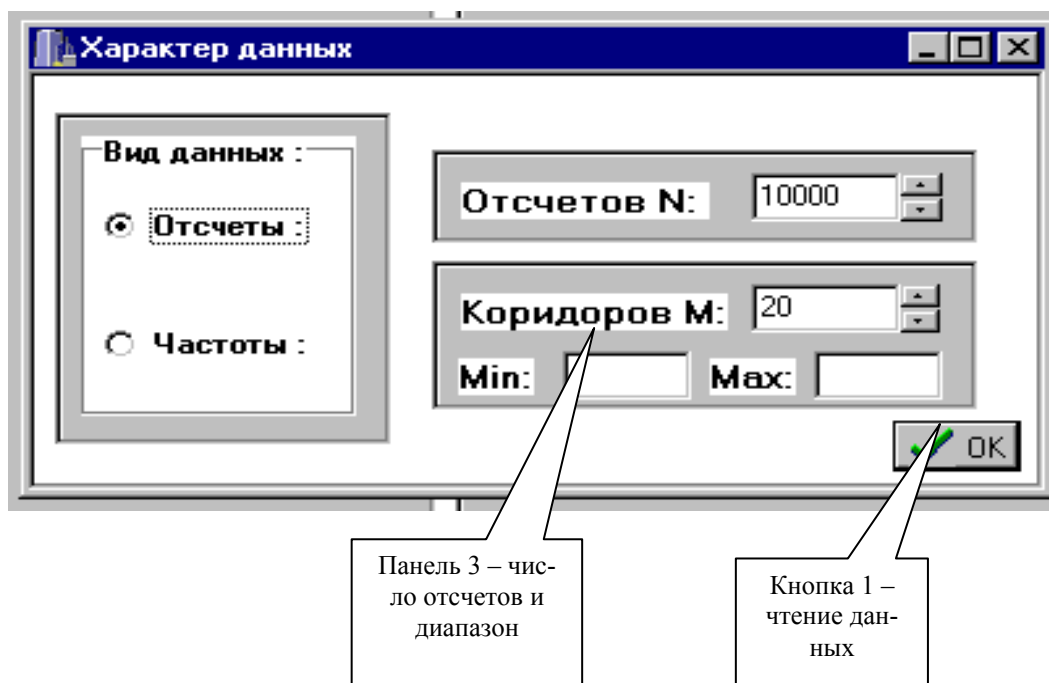 Характер данных
Вид данных :
Отсчеты :
Частоты :
Отсчетов N: 10000
Коридоров M: 20
Min: Max:
OK
Панель 3 – чис-
ло отсчетов и
диапазон
Кнопка 1 –
чтение дан-
ных